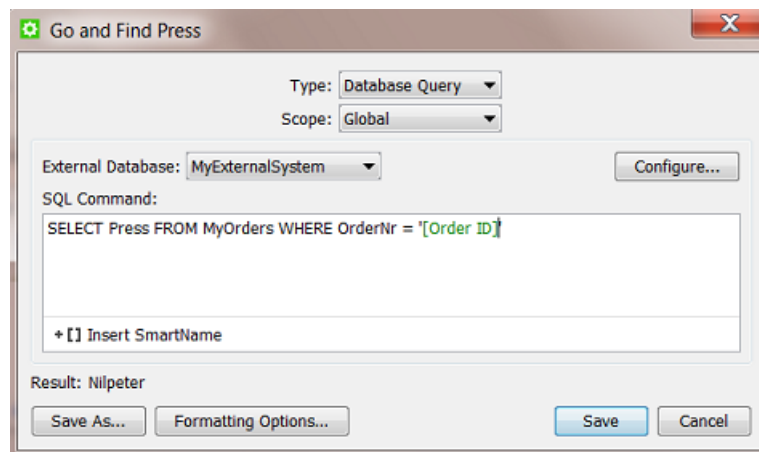 Go and Find Press
Type: Database Query
Scope: Global
External Database: MyExternalSystem
Configure...
SQL Command:
SELECT Press FROM MyOrders WHERE OrderNr = '[Order ID]'
+[] Insert SmartName
Result: Nilpeter
Save As... Formatting Options... Save Cancel